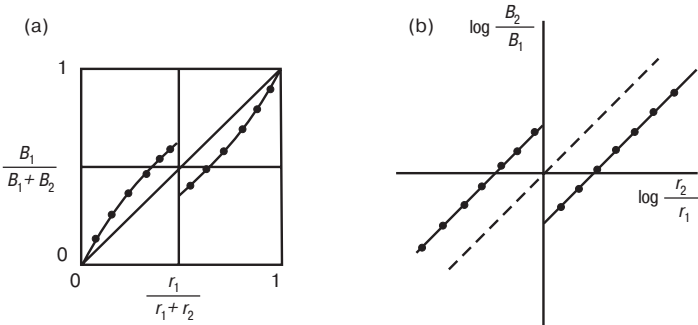 (a)
1
B₁
B₁ + B₂
0
0
1
r₁
r₁ + r₂
(b)
log B₂
B₁
log r₂
r₁